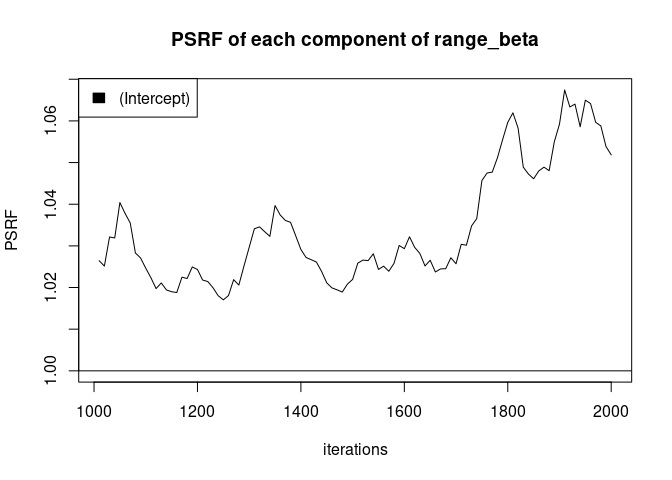 PSRF of each component of range_beta
(Intercept)
PSRF
1.06
1.04
1.02
1.00
1000 1200 1400 1600 1800 2000
iterations